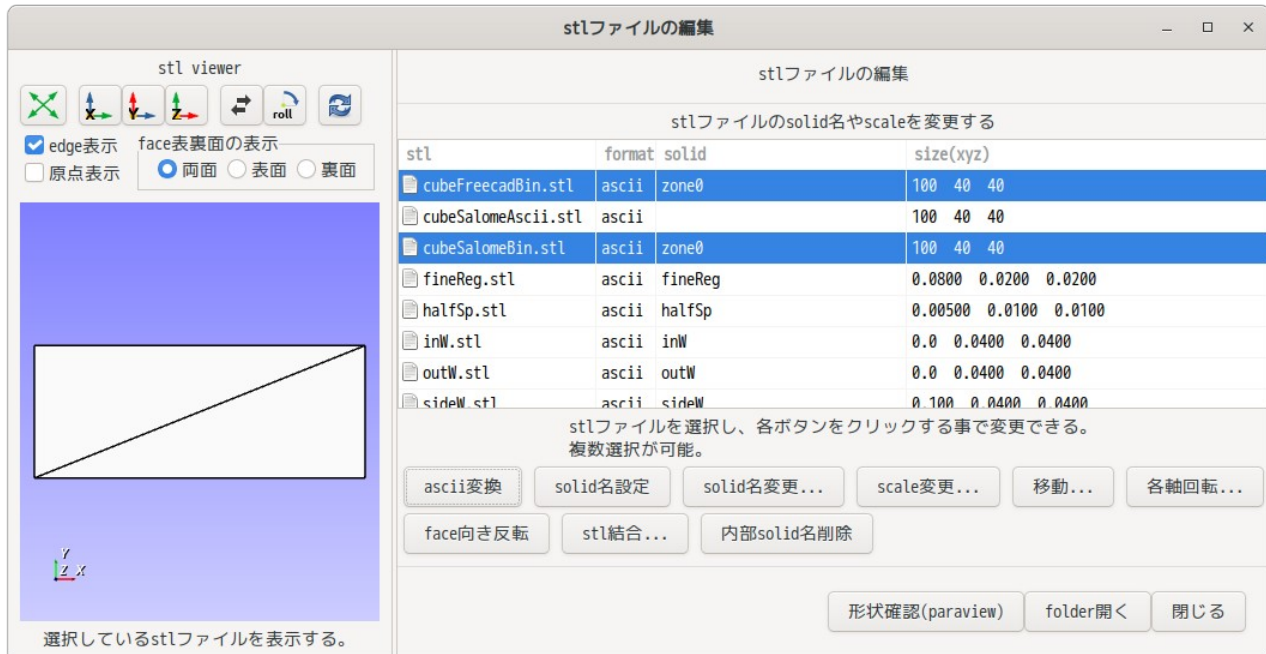 stlファイルの編集
stl viewer
X Y Z roll
edge表示 face表裏面の表示
原点表示 両面 表面 裏面
Y
Z X
選択しているstlファイルを表示する。
stlファイルの編集
stlファイルのsolid名やscaleを変更する
stl format solid size(xyz)
cubeFreecadBin.stl ascii zone0 100 40 40
cubeSalomeAscii.stl ascii 100 40 40
cubeSalomeBin.stl ascii zone0 100 40 40
fineReg.stl ascii fineReg 0.0800 0.0200 0.0200
halfSp.stl ascii halfSp 0.00500 0.0100 0.0100
inW.stl ascii inW 0.0 0.0400 0.0400
outW.stl ascii outW 0.0 0.0400 0.0400
sideW.stl ascii sideW 0.100 0.0400 0.0400
stlファイルを選択し、各ボタンをクリックする事で変更できる。
複数選択が可能。
ascii変換 solid名設定 solid名変更... scale変更... 移動... 各軸回転...
face向き反転 stl結合... 内部solid名削除
形状確認(paraview) folder開く 閉じる